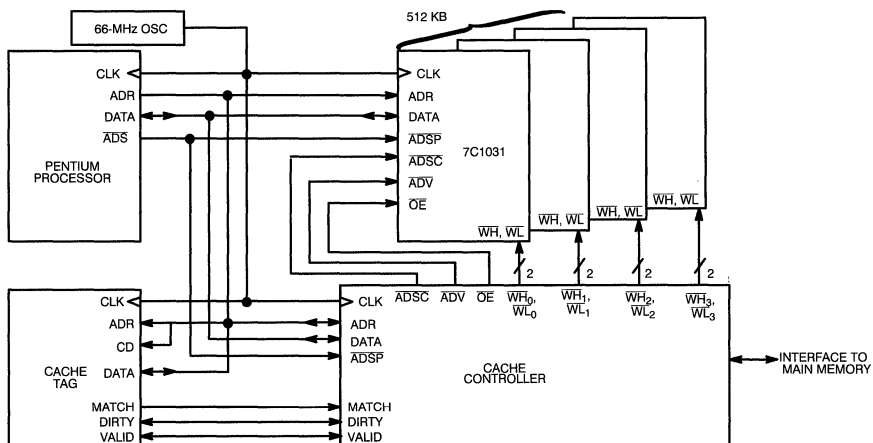 512 KB
66-MHz OSC
CLK
ADR
DATA
ADS
PENTIUM
PROCESSOR
CLK
ADR
DATA
ADSP
ADSC
ADV
OE
7C1031
WH, WL
WH, WL
WH, WL
WH, WL
2
2
2
2
CLK
ADR
CD
DATA
MATCH
DIRTY
VALID
CACHE
TAG
ADSC
ADV
OE
WH0,
WL0
WH1,
WL1
WH2,
WL2
WH3,
WL3
CLK
ADR
DATA
ADSP
MATCH
DIRTY
VALID
CACHE
CONTROLLER
INTERFACE TO
MAIN MEMORY